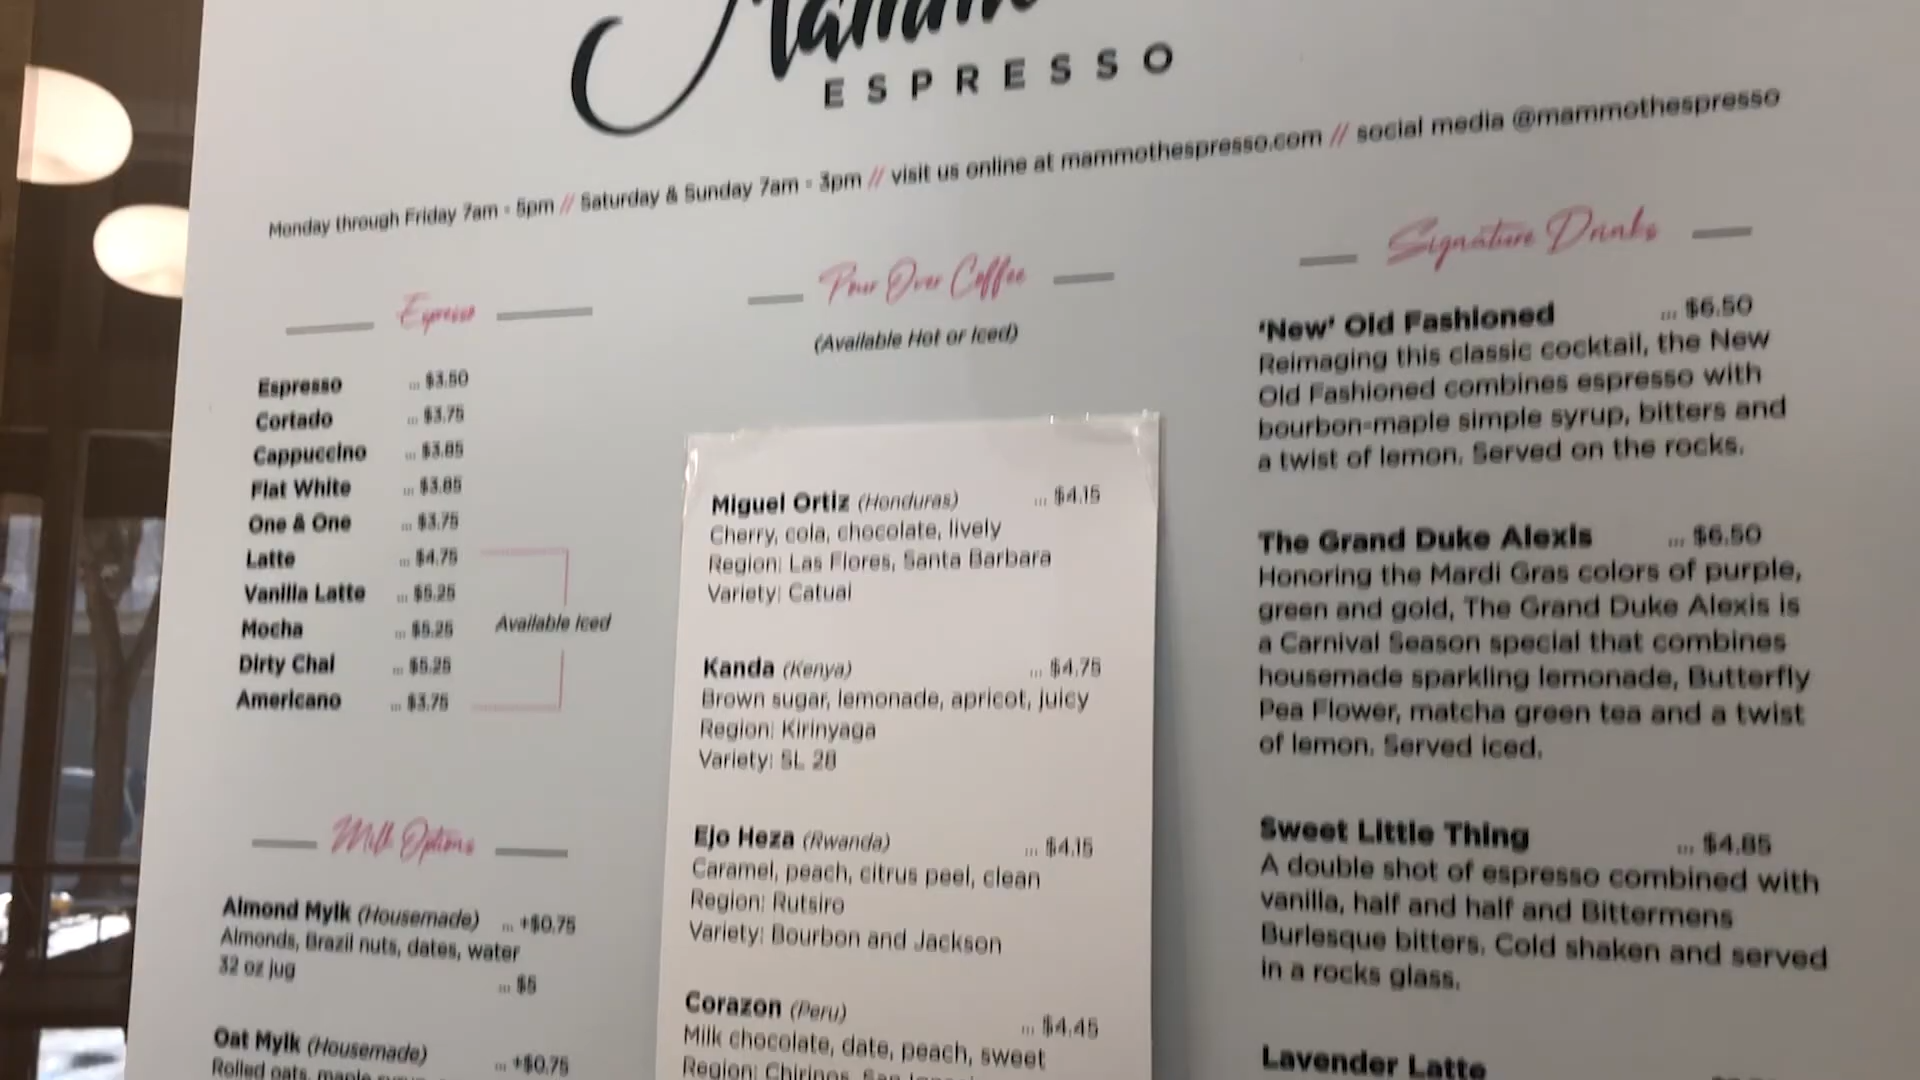 ESPRESSO
Monday through Friday 7am - 5pm // Saturday & Sunday 7am - 3pm // visit us online at mammothespresso.com // social media @mammothespresso
Espresso
Espresso ... $3.50
Cortado ... $3.75
Cappuccino ... $3.85
Flat White ... $3.85
One & One ... $3.75
Latte ... $4.75
Vanilla Latte ... $5.25
Mocha ... $5.25
Dirty Chai ... $5.25
Americano ... $3.75
Available Iced
Milk Options
Almond Mylk (Housemade) ... +$0.75
Almonds, Brazil nuts, dates, water
32 oz jug ... $5
Oat Mylk (Housemade) ... +$0.75
Rolled oats, maple
Pour Over Coffee
(Available Hot or Iced)
Miguel Ortiz (Honduras) ... $4.15
Cherry, cola, chocolate, lively
Region: Las Flores, Santa Barbara
Variety: Catuai
Kanda (Kenya) ... $4.75
Brown sugar, lemonade, apricot, juicy
Region: Kirinyaga
Variety: SL 28
Ejo Heza (Rwanda) ... $4.15
Caramel, peach, citrus peel, clean
Region: Rutsiro
Variety: Bourbon and Jackson
Corazon (Peru) ... $4.45
Milk chocolate, date, peach, sweet
Region: Chirinos, San
Signature Drinks
'New' Old Fashioned ... $6.50
Reimaging this classic cocktail, the New
Old Fashioned combines espresso with
bourbon-maple simple syrup, bitters and
a twist of lemon. Served on the rocks.
The Grand Duke Alexis ... $6.50
Honoring the Mardi Gras colors of purple,
green and gold, The Grand Duke Alexis is
a Carnival Season special that combines
housemade sparkling lemonade, Butterfly
Pea Flower, matcha green tea and a twist
of lemon. Served iced.
Sweet Little Thing ... $4.85
A double shot of espresso combined with
vanilla, half and half and Bittermens
Burlesque bitters. Cold shaken and served
in a rocks glass.
Lavender Latte